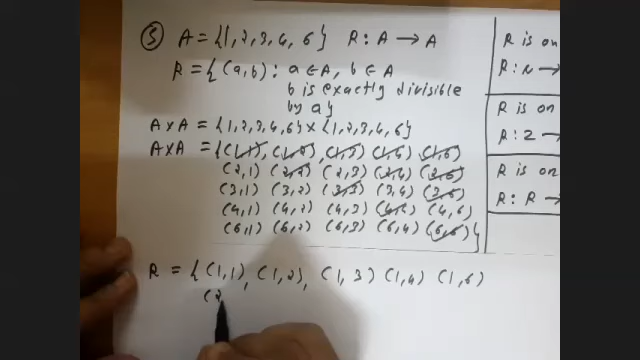 5 A = {1, 2, 3, 4, 6} R : A → A
R = { (a,b) : a ∈ A, b ∈ A
b is exactly divisible
by a }
A x A = {1, 2, 3, 4, 6} x {1, 2, 3, 4, 6}
A x A = {(1,1), (1,2), (1,3), (1,4), (1,6)
(2,1) (2,2) (2,3) (2,4) (2,6)
(3,1) (3,2) (3,3) (3,4) (3,6)
(4,1) (4,2) (4,3) (4,4) (4,6)
(6,1) (6,2) (6,3) (6,4) (6,6) }
R = { (1,1), (1,2), (1,3) (1,4) (1,6)
(2
R is on
R : N →
R is on
R : Z →
R is on
R : R →